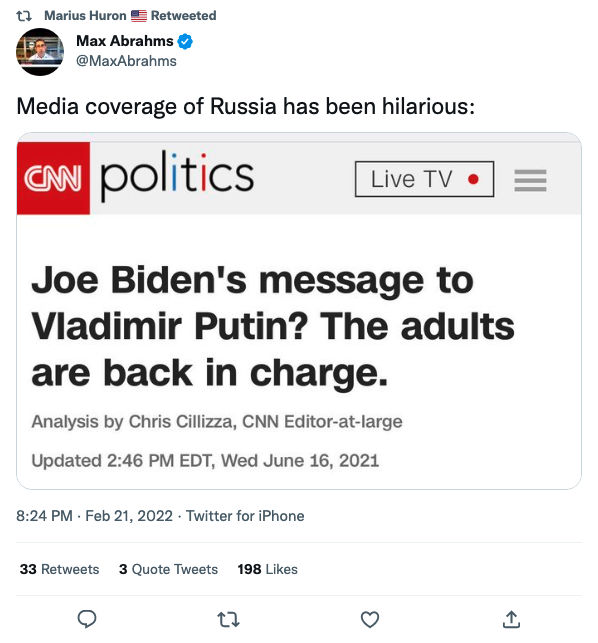 Marius Huron 🇺🇸 Retweeted
Max Abrahms
@MaxAbrahms
Media coverage of Russia has been hilarious:
CNN politics
Live TV
Joe Biden's message to
Vladimir Putin? The adults
are back in charge.
Analysis by Chris Cillizza, CNN Editor-at-large
Updated 2:46 PM EDT, Wed June 16, 2021
8:24 PM · Feb 21, 2022 · Twitter for iPhone
33 Retweets 3 Quote Tweets 198 Likes